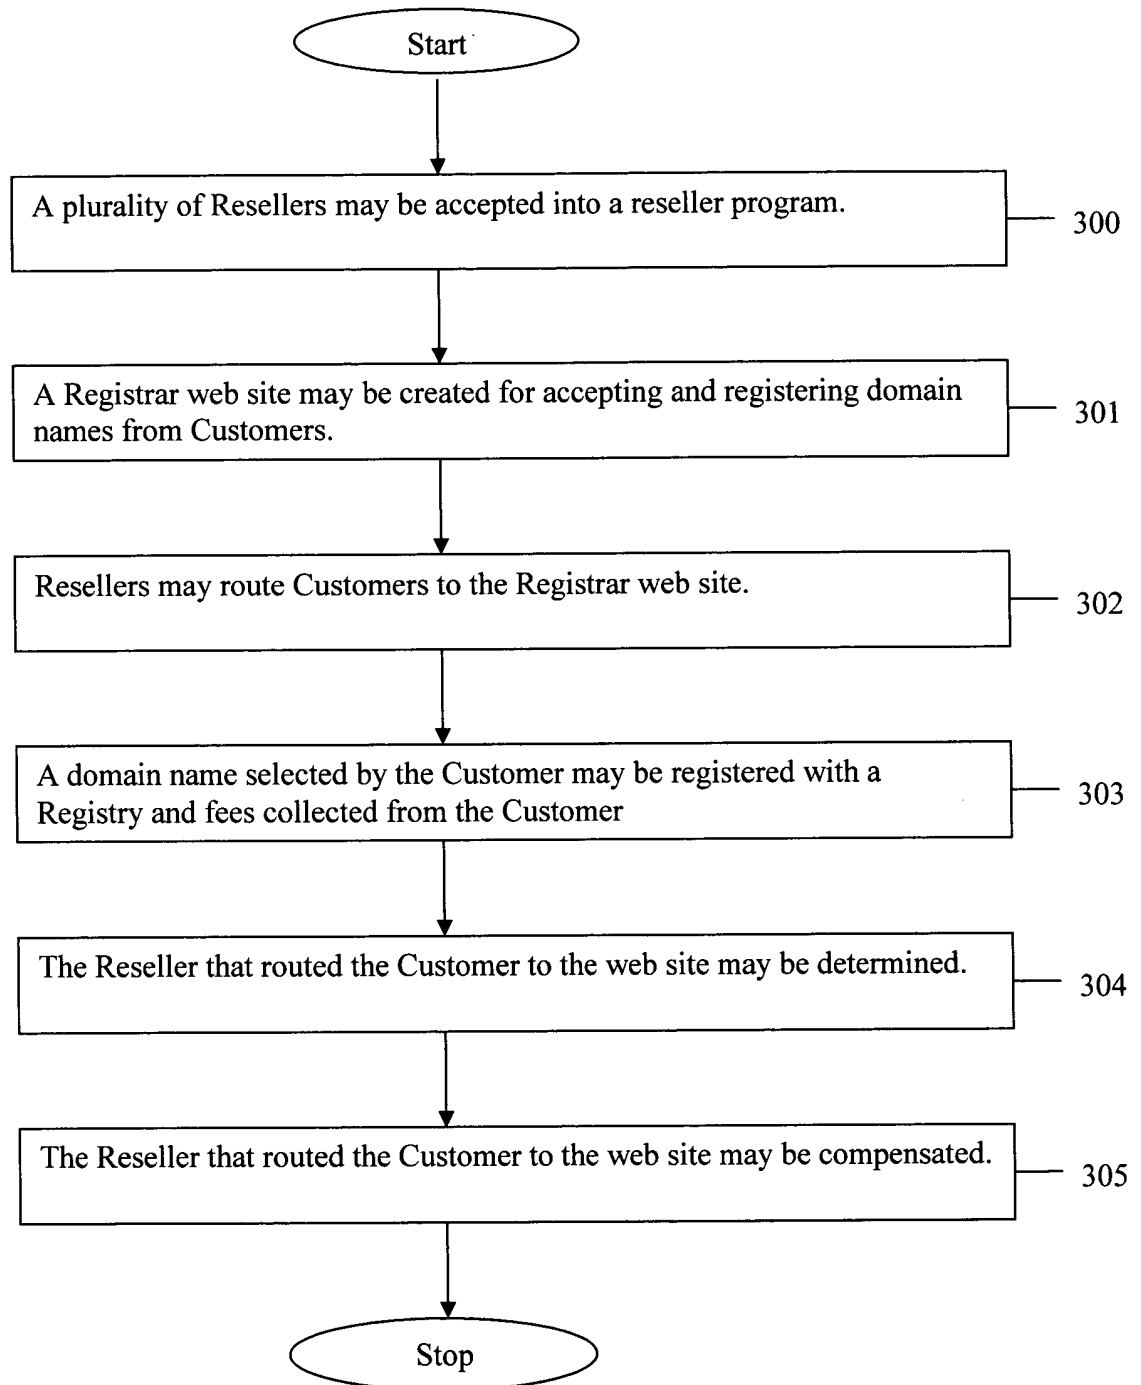 Start
A plurality of Resellers may be accepted into a reseller program.
300
A Registrar web site may be created for accepting and registering domain
names from Customers.
301
Resellers may route Customers to the Registrar web site.
302
A domain name selected by the Customer may be registered with a
Registry and fees collected from the Customer
303
The Reseller that routed the Customer to the web site may be determined.
304
The Reseller that routed the Customer to the web site may be compensated.
305
Stop